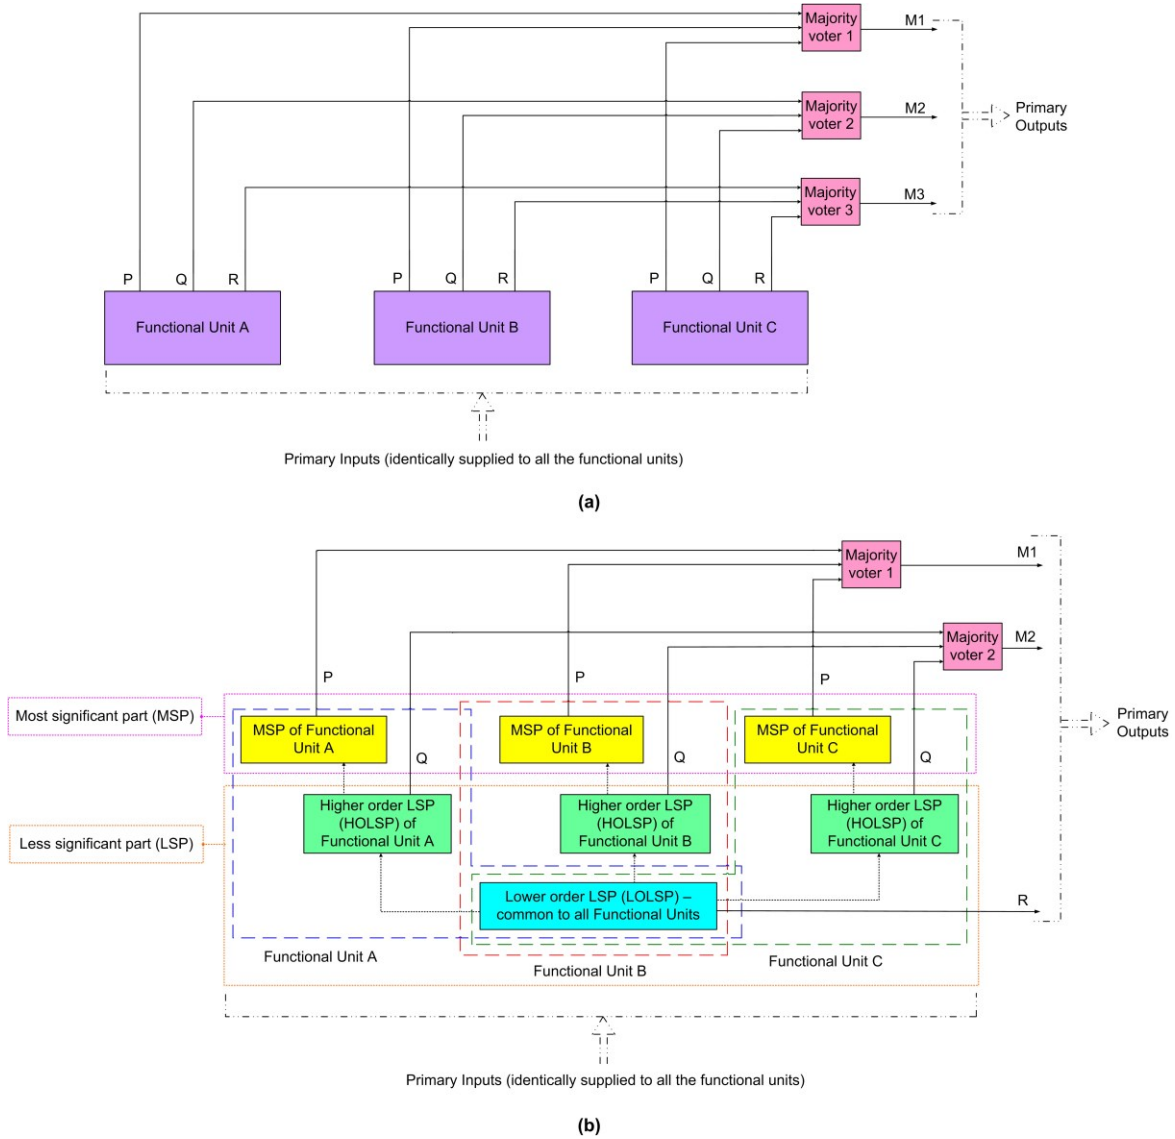 Majority
voter 1
M1
Majority
voter 2
M2
Primary
Outputs
Majority
voter 3
M3
P
Q
R
P
Q
R
P
Q
R
Functional Unit A
Functional Unit B
Functional Unit C
Primary Inputs (identically supplied to all the functional units)
(a)
Majority
voter 1
M1
Majority
voter 2
M2
P
P
P
Most significant part (MSP)
MSP of Functional
Unit A
MSP of Functional
Unit B
MSP of Functional
Unit C
Primary
Outputs
Q
Q
Q
Less significant part (LSP)
Higher order LSP
(HOLSP) of
Functional Unit A
Higher order LSP
(HOLSP) of
Functional Unit B
Higher order LSP
(HOLSP) of
Functional Unit C
Lower order LSP (LOLSP) –
common to all Functional Units
R
Functional Unit A
Functional Unit B
Functional Unit C
Primary Inputs (identically supplied to all the functional units)
(b)